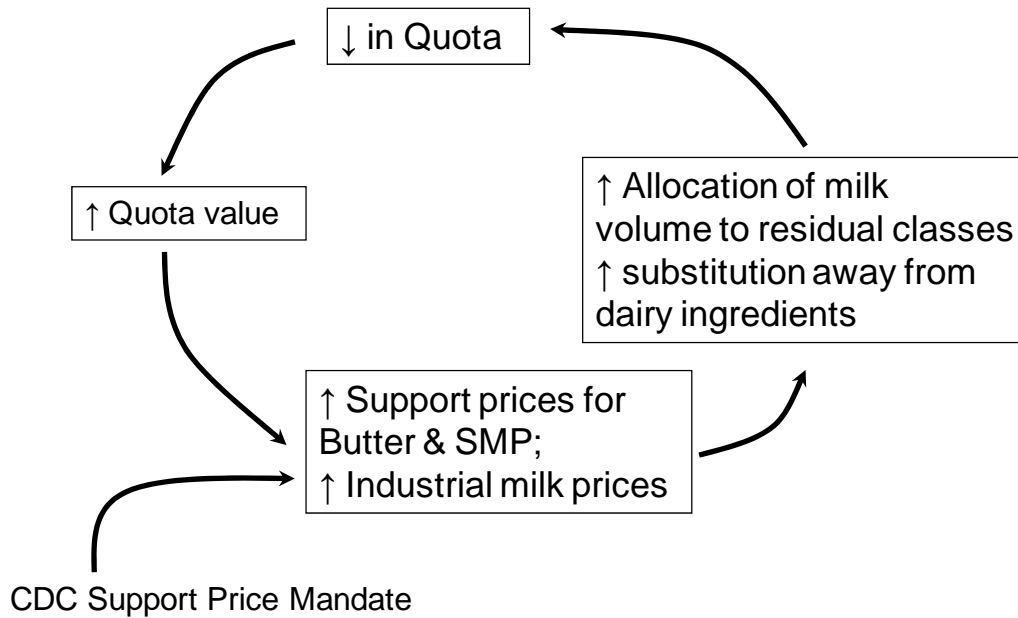 ↓ in Quota
↑ Quota value
↑ Allocation of milk
volume to residual classes
↑ substitution away from
dairy ingredients
↑ Support prices for
Butter & SMP;
↑ Industrial milk prices
CDC Support Price Mandate